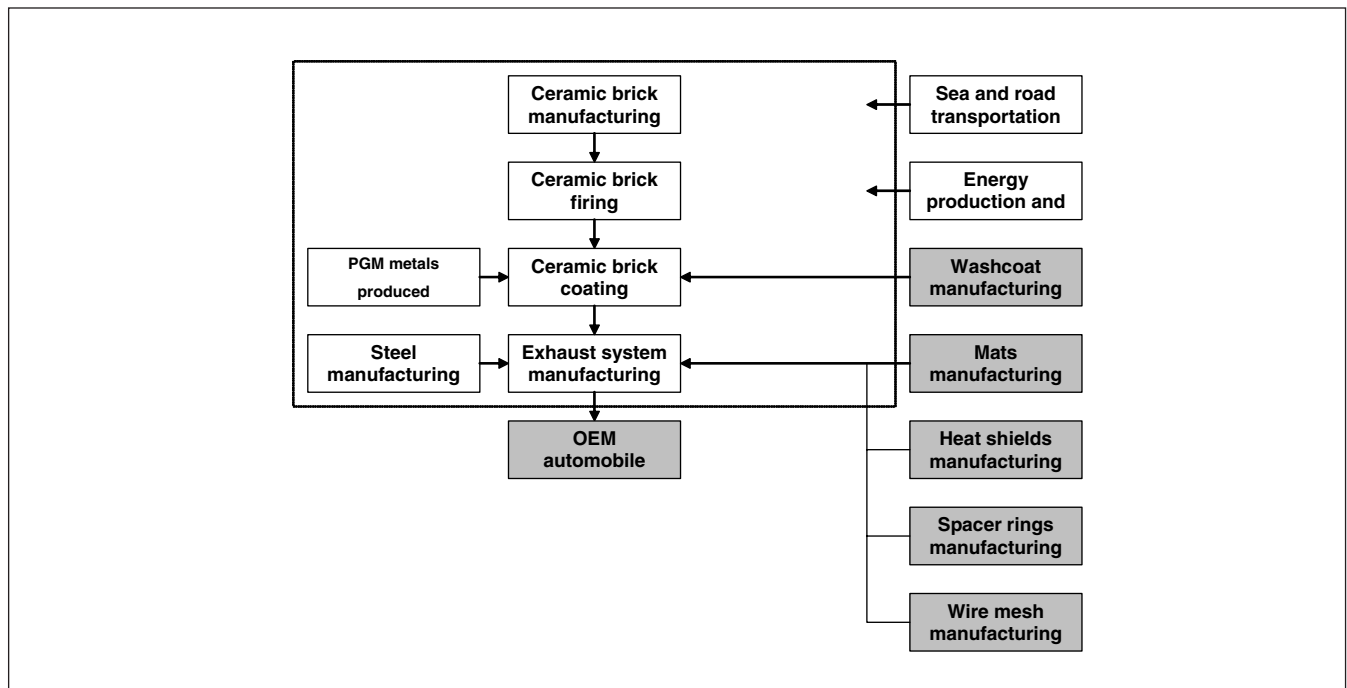 Ceramic brick
manufacturing
Sea and road
transportation
Ceramic brick
firing
Energy
production and
PGM metals
produced
Ceramic brick
coating
Washcoat
manufacturing
Steel
manufacturing
Exhaust system
manufacturing
Mats
manufacturing
OEM
automobile
Heat shields
manufacturing
Spacer rings
manufacturing
Wire mesh
manufacturing